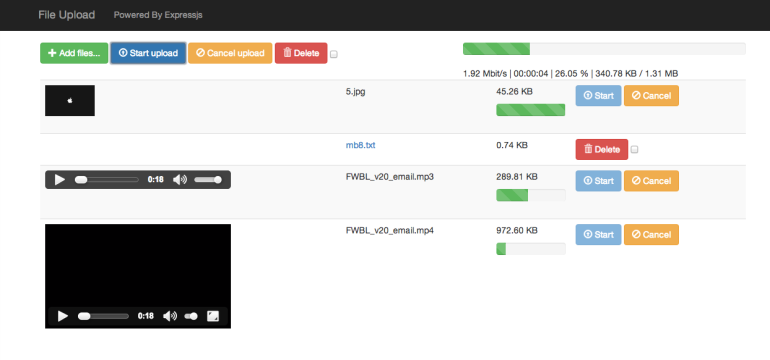 File Upload Powered By Expressjs
Add files... Start upload Cancel upload Delete
1.92 Mbit/s | 00:00:04 | 26.05 % | 340.78 KB / 1.31 MB
5.jpg 45.26 KB Start Cancel
mb8.txt 0.74 KB Delete
0:18 FWBL_v20_email.mp3 289.81 KB
FWBL_v20_email.mp4 972.60 KB Start Cancel
0:18